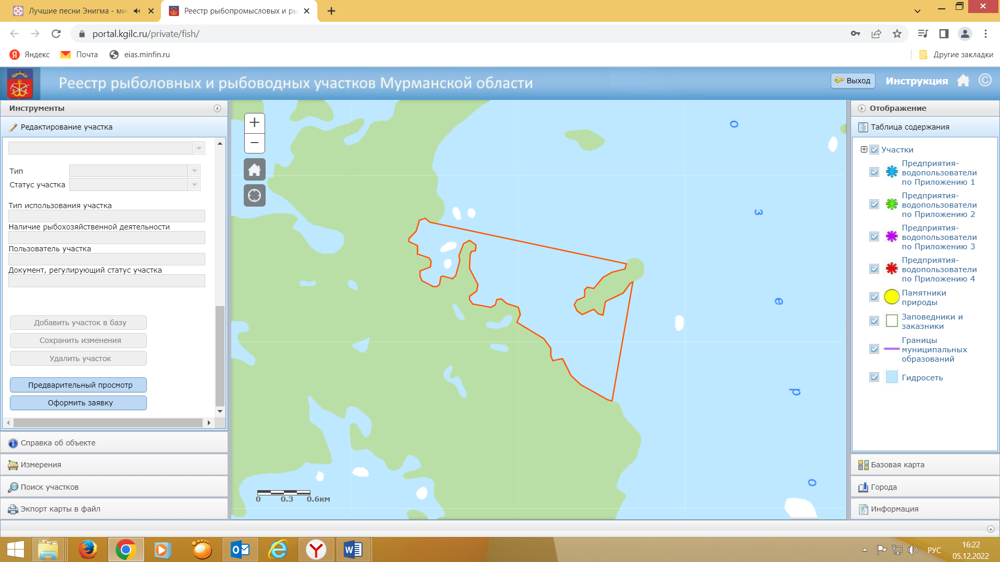 Лучшие песни Энигма - ми
Реестр рыбопромысловых и ры
portal.kgilc.ru/private/fish/
Яндекс
Почта
eias.minfin.ru
Другие закладки
Реестр рыболовных и рыбоводных участков Мурманской области
Выход
Инструкция
Инструменты
Редактирование участка
Тип
Статус участка
Тип использования участка
Наличие рыбохозяйственной деятельности
Пользователь участка
Документ, регулирующий статус участка
Добавить участок в базу
Сохранить изменения
Удалить участок
Предварительный просмотр
Оформить заявку
Справка об объекте
Измерения
Поиск участков
Экспорт карты в файл
+
−
о
з
е
р
о
0 0.3 0.6км
Отображение
Таблица содержания
Участки
Предприятия-
водопользователи
по Приложению 1
Предприятия-
водопользователи
по Приложению 2
Предприятия-
водопользователи
по Приложению 3
Предприятия-
водопользователи
по Приложению 4
Памятники
природы
Заповедники и
заказники
Границы
муниципальных
образований
Гидросеть
Базовая карта
Города
Информация
РУС
16:22
05.12.2022